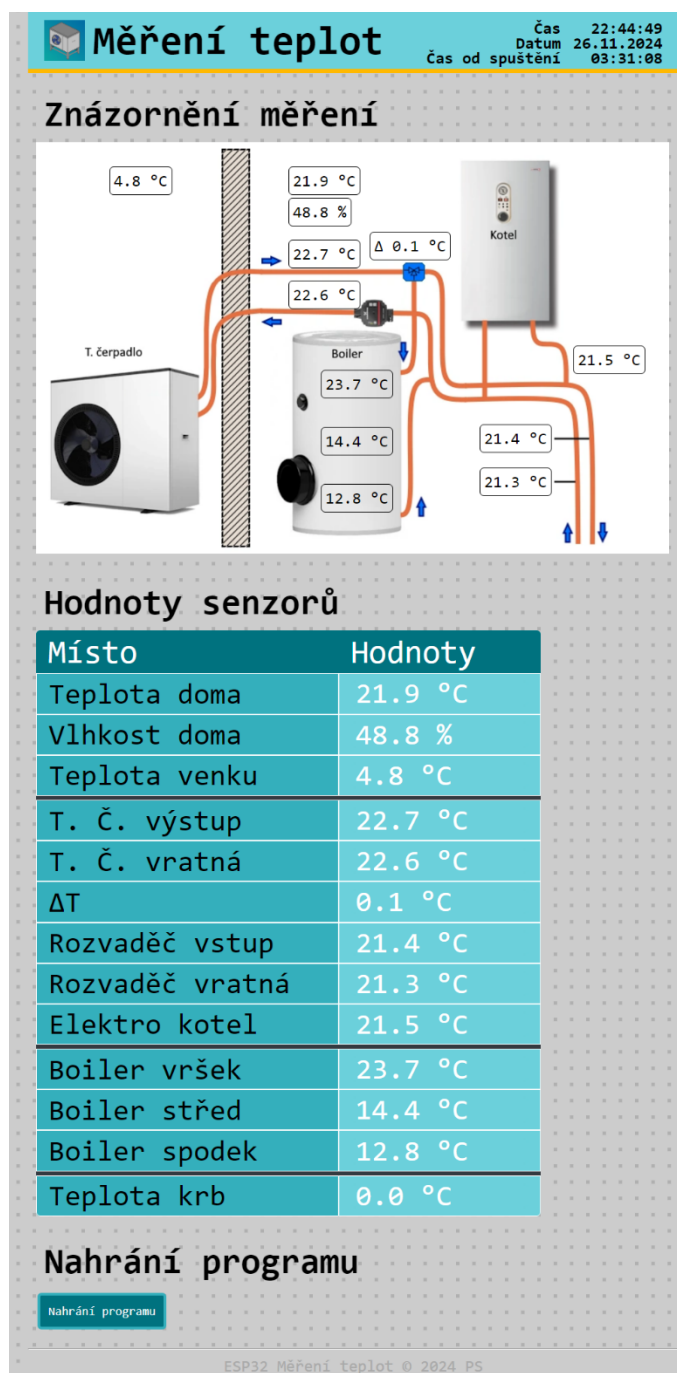 Měření teplot
Čas 22:44:49
Datum 26.11.2024
Čas od spuštění 03:31:08
Znázornění měření
4.8 °C
21.9 °C
48.8 %
22.7 °C
Δ 0.1 °C
22.6 °C
Kotel
T. čerpadlo
Boiler
21.5 °C
23.7 °C
14.4 °C
21.4 °C
12.8 °C
21.3 °C
Hodnoty senzorů
Místo Hodnoty
Teplota doma 21.9 °C
Vlhkost doma 48.8 %
Teplota venku 4.8 °C
T. Č. výstup 22.7 °C
T. Č. vratná 22.6 °C
ΔT 0.1 °C
Rozvaděč vstup 21.4 °C
Rozvaděč vratná 21.3 °C
Elektro kotel 21.5 °C
Boiler vršek 23.7 °C
Boiler střed 14.4 °C
Boiler spodek 12.8 °C
Teplota krb 0.0 °C
Nahrání programu
Nahrání programu
ESP32 Měření teplot © 2024 PS